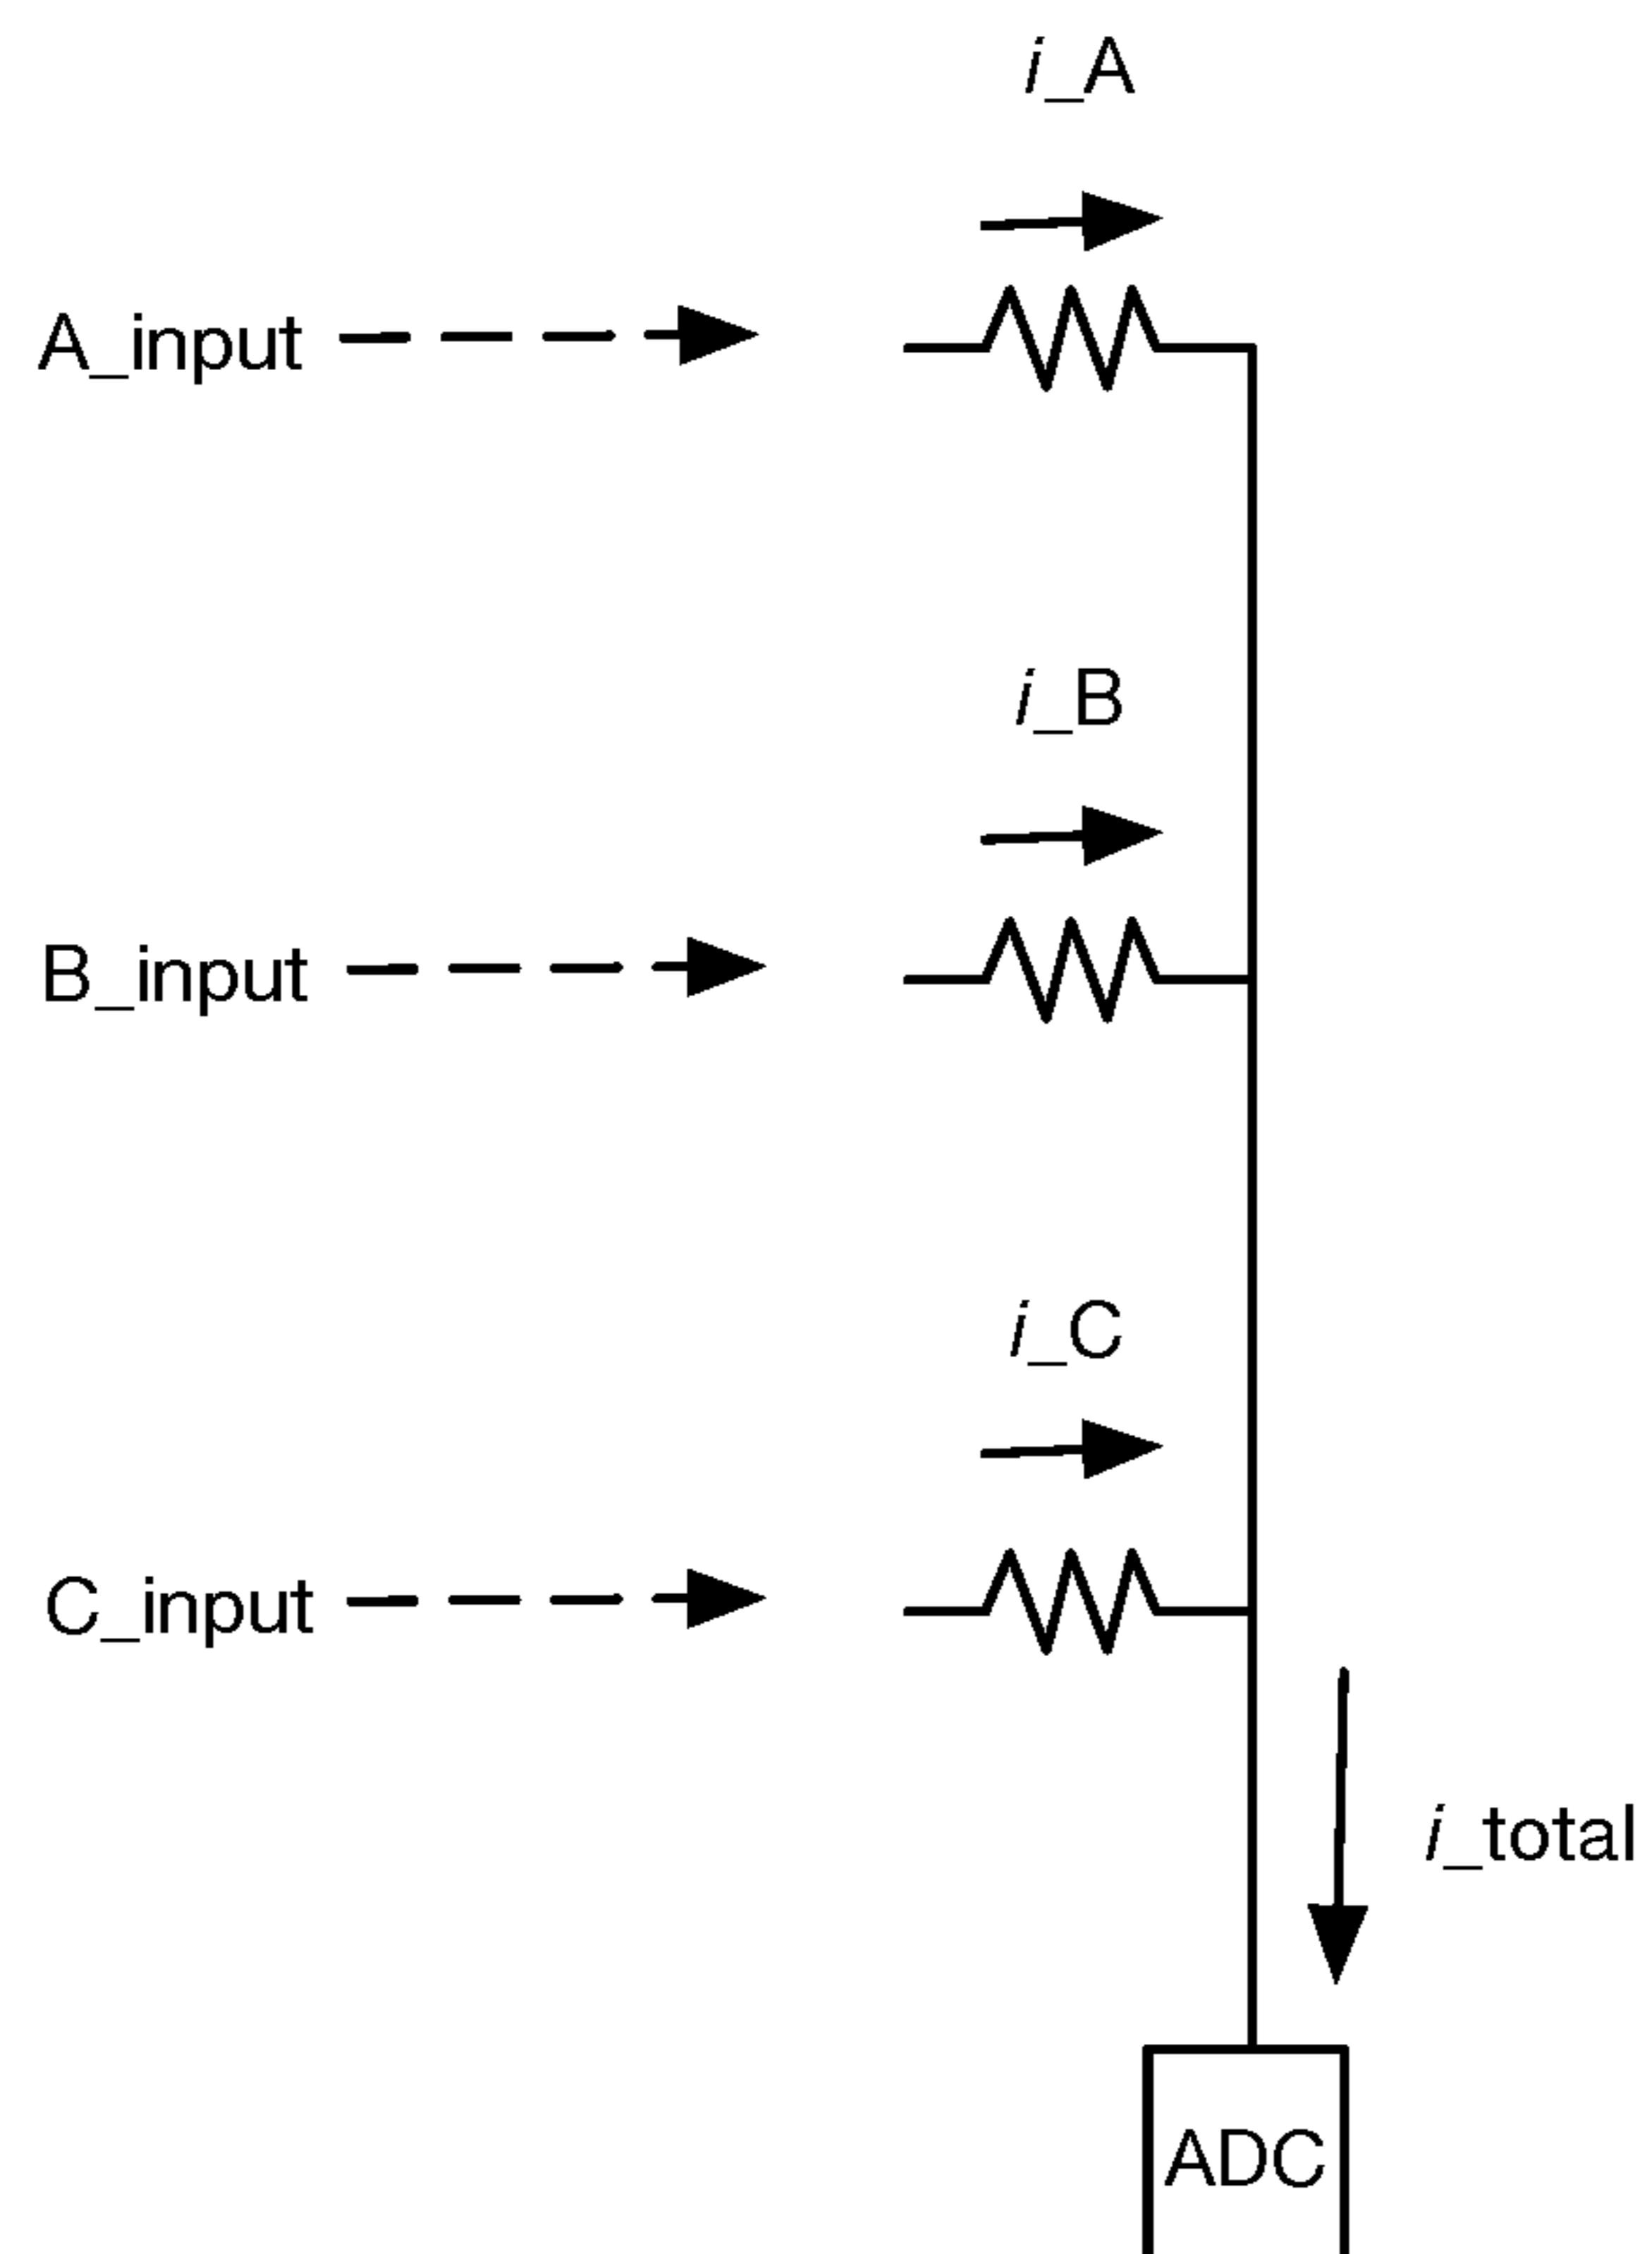 i_A
A_input
i_B
B_input
i_C
C_input
i_total
ADC